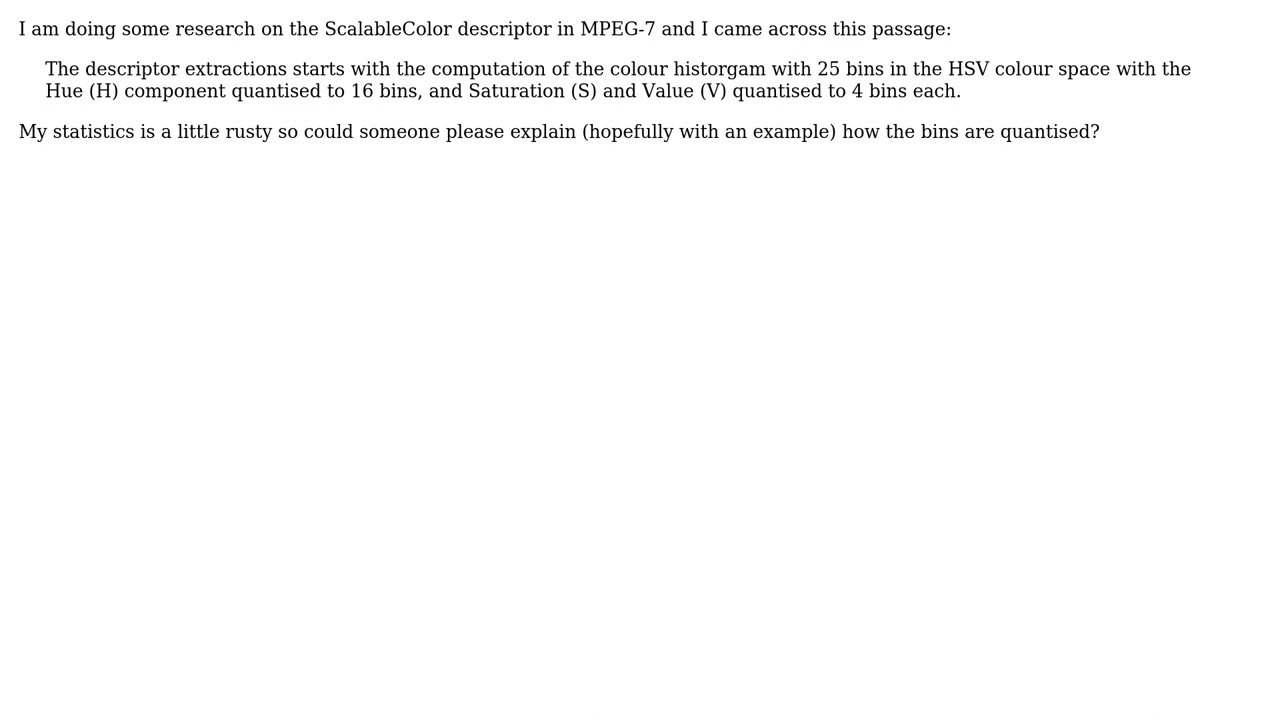 I am doing some research on the ScalableColor descriptor in MPEG-7 and I came across this passage:
The descriptor extractions starts with the computation of the colour historgam with 25 bins in the HSV colour space with the
Hue (H) component quantised to 16 bins, and Saturation (S) and Value (V) quantised to 4 bins each.
My statistics is a little rusty so could someone please explain (hopefully with an example) how the bins are quantised?